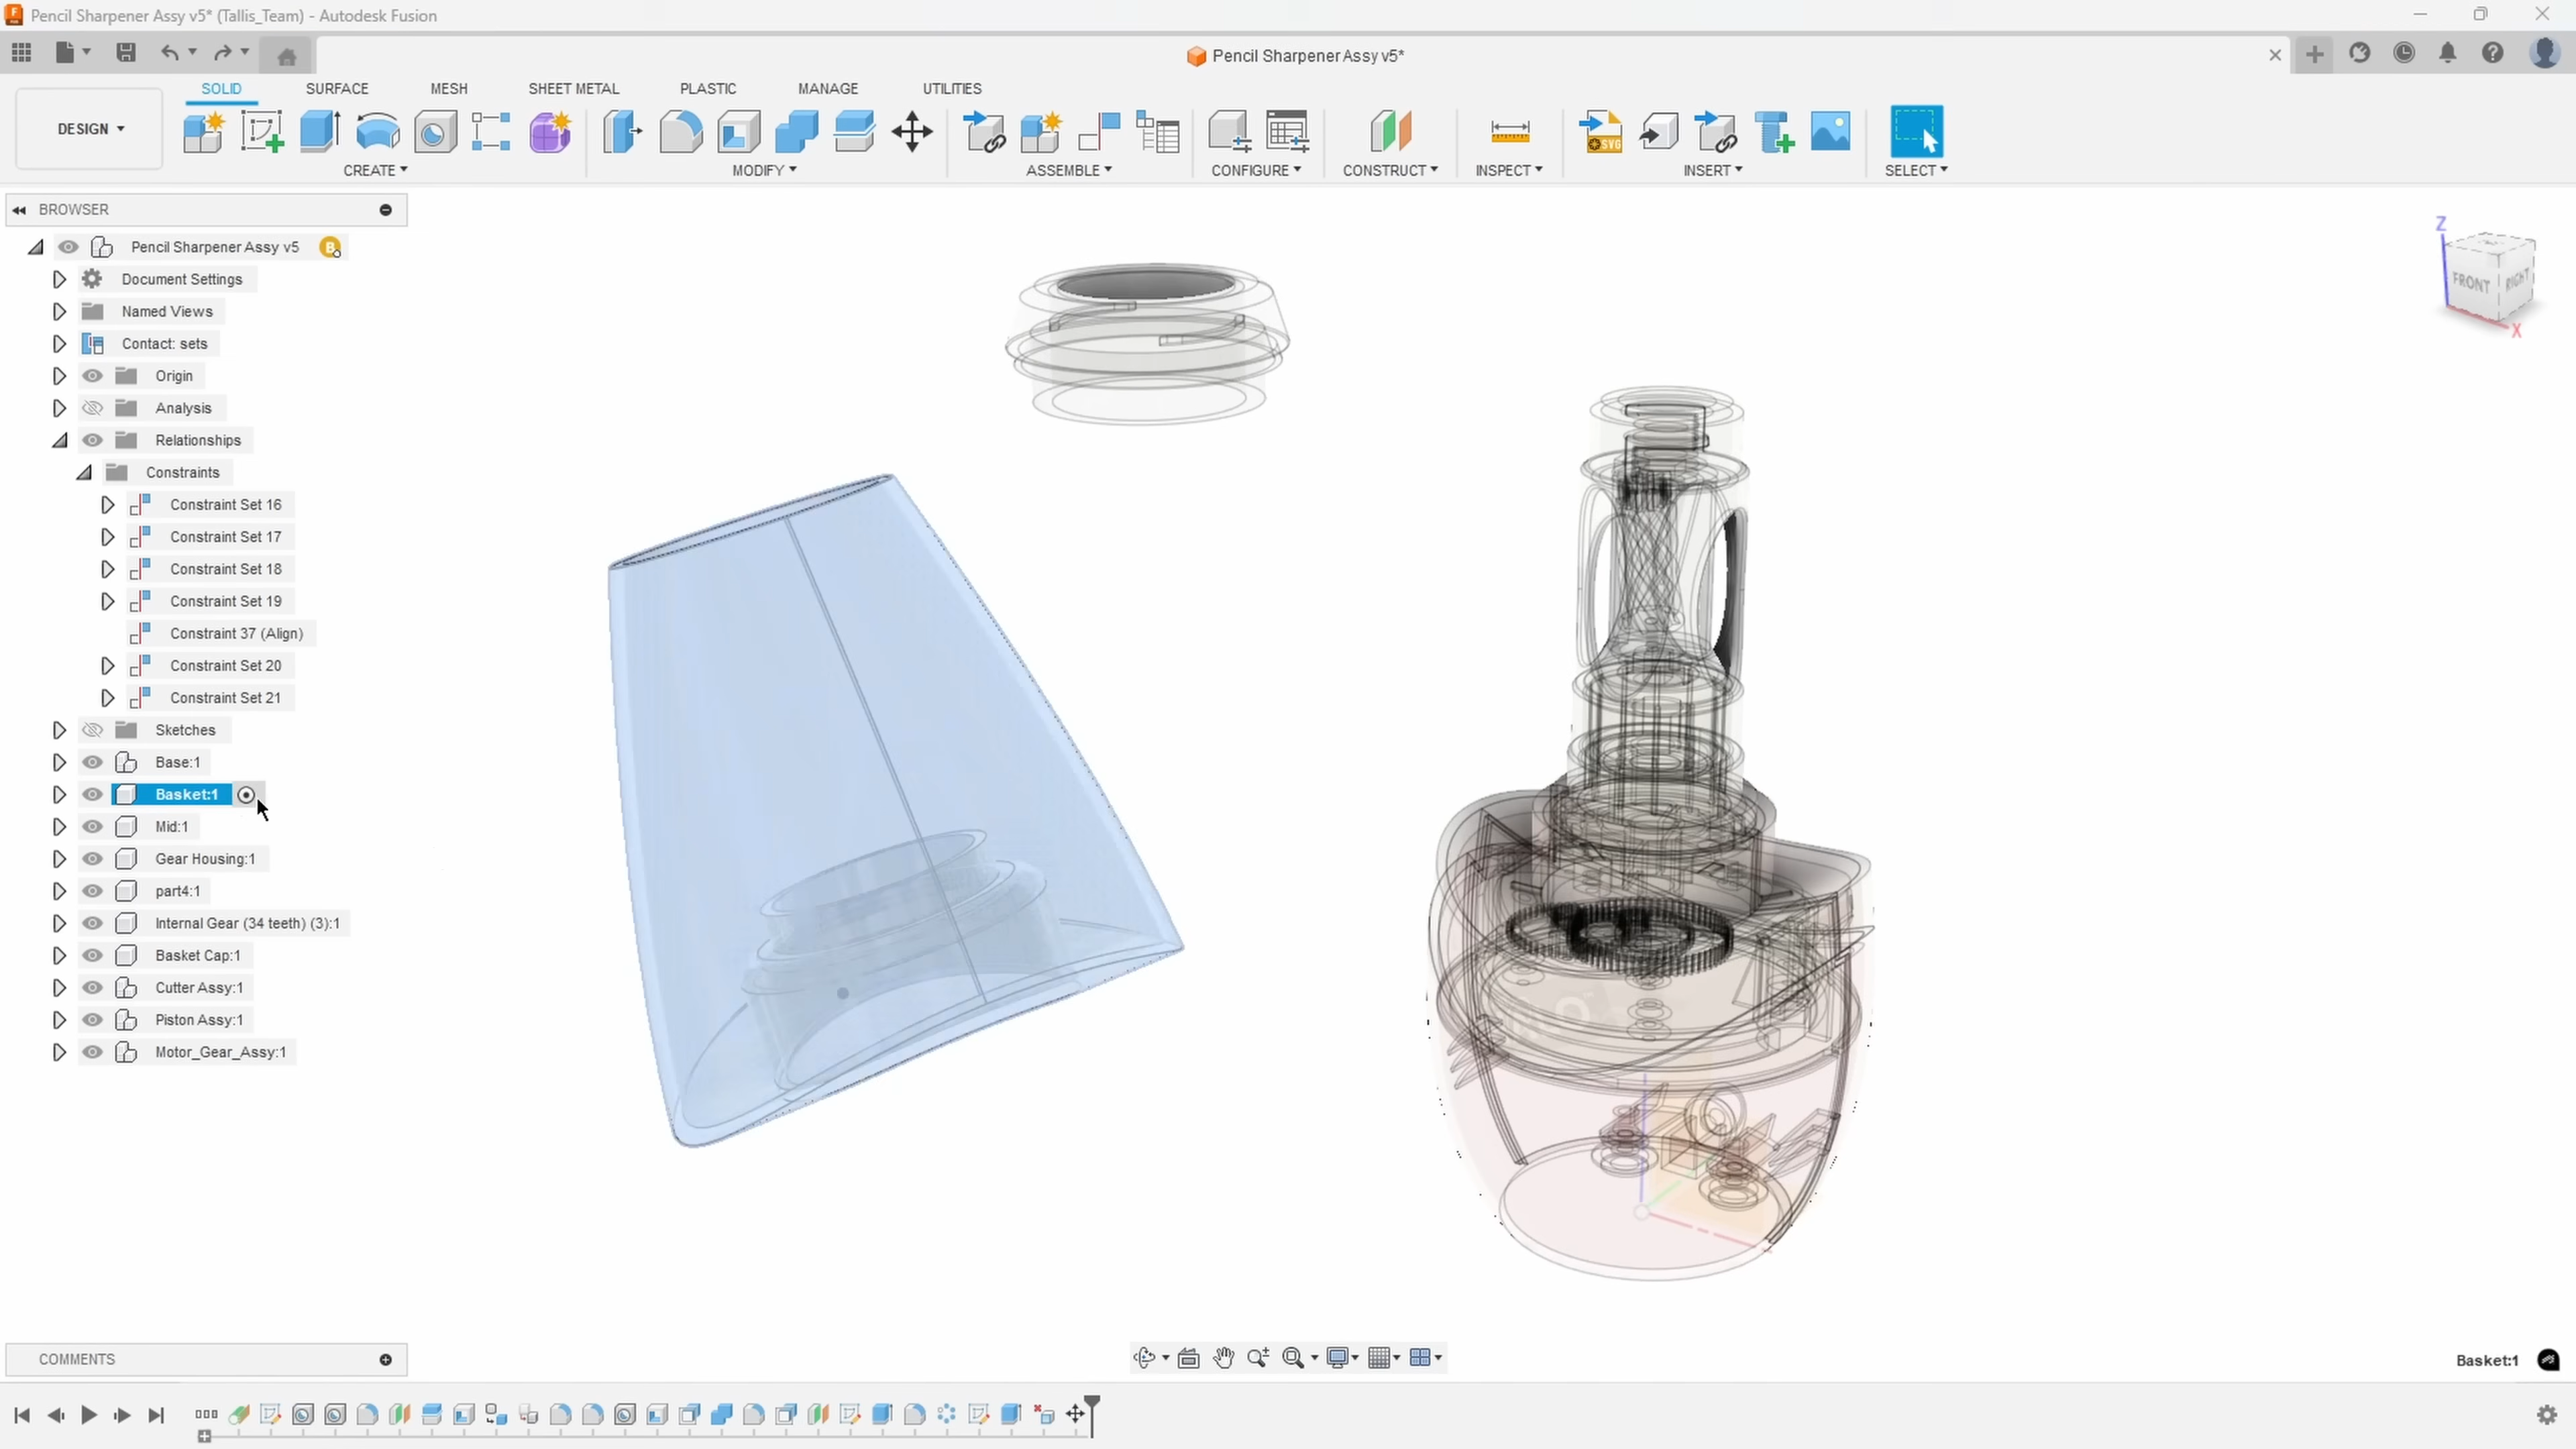 Pencil Sharpener Assy v5* (Tallis_Team) - Autodesk Fusion
Pencil Sharpener Assy v5*
SOLID SURFACE MESH SHEET METAL PLASTIC MANAGE UTILITIES
DESIGN
SVG
CREATE MODIFY ASSEMBLE CONFIGURE CONSTRUCT INSPECT INSERT SELECT
BROWSER
Pencil Sharpener Assy v5 B
Document Settings
Named Views
Contact: sets
Origin
Analysis
Relationships
Constraints
Constraint Set 16
Constraint Set 17
Constraint Set 18
Constraint Set 19
Constraint 37 (Align)
Constraint Set 20
Constraint Set 21
Sketches
Base:1
Basket:1
Mid:1
Gear Housing:1
part4:1
Internal Gear (34 teeth) (3):1
Basket Cap:1
Cutter Assy:1
Piston Assy:1
Motor_Gear_Assy:1
Z
FRONT RIGHT
X
COMMENTS
Basket:1